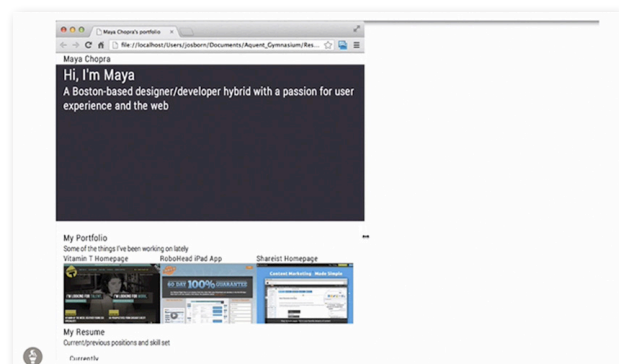 Maya Chopra's portfolio
file://localhost/Users/josborn/Documents/Aquent_Gymnasium/Res...
Maya Chopra
Hi, I'm Maya
A Boston-based designer/developer hybrid with a passion for user
experience and the web
My Portfolio
Some of the things I've been working on lately
Vitamin T Homepage RoboHead iPad App Shareist Homepage
60 DAY 100% GUARANTEE
Content Marketing Made Simple
My Resume
Current/previous positions and skill set
Currently